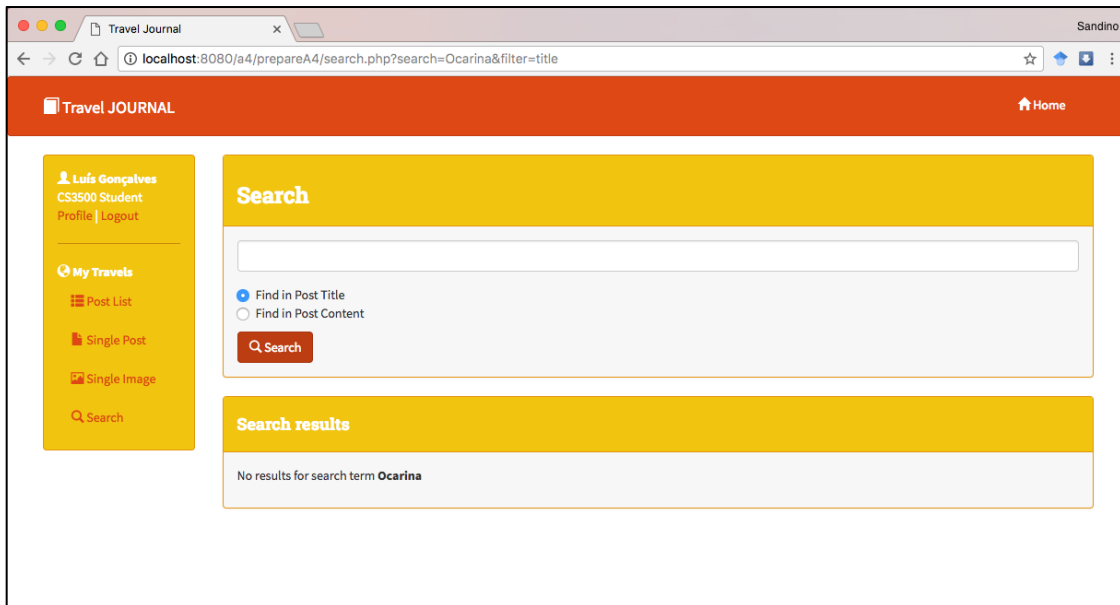 Travel Journal
Sandino
localhost:8080/a4/prepareA4/search.php?search=Ocarina&filter=title
Travel JOURNAL
Home
Luís Gonçalves
CS3500 Student
Profile | Logout
My Travels
Post List
Single Post
Single Image
Search
Search
Find in Post Title
Find in Post Content
Search
Search results
No results for search term Ocarina